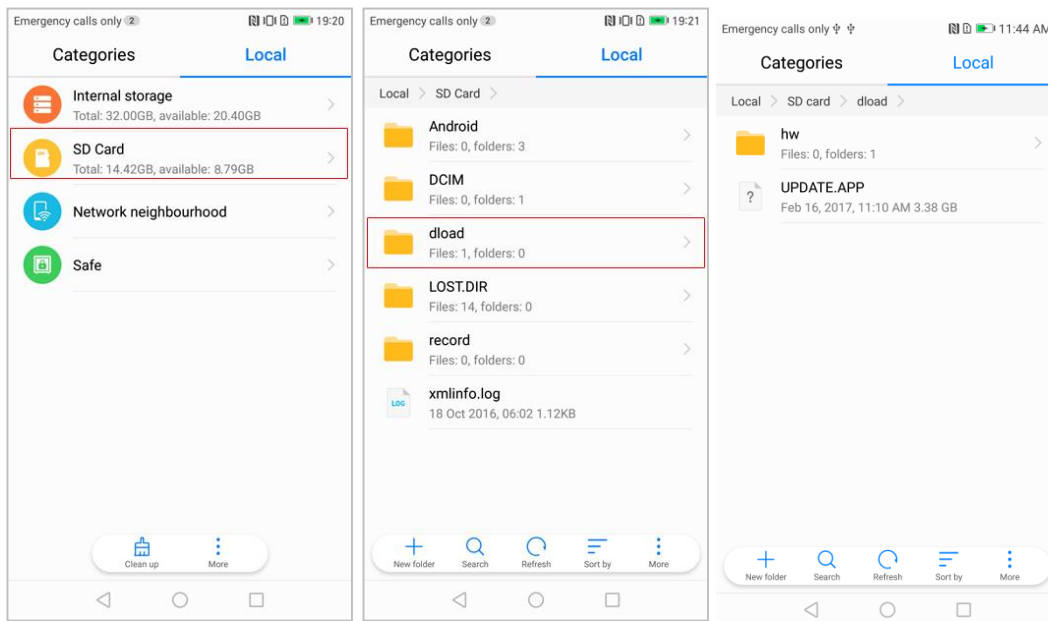 Emergency calls only 2 19:20
Categories Local
Internal storage
Total: 32.00GB, available: 20.40GB
SD Card
Total: 14.42GB, available: 8.79GB
Network neighbourhood
Safe
Clean up More
Emergency calls only 2 19:21
Categories Local
Local SD Card
Android
Files: 0, folders: 3
DCIM
Files: 0, folders: 1
dload
Files: 1, folders: 0
LOST.DIR
Files: 14, folders: 0
record
Files: 0, folders: 0
LOG
xmlinfo.log
18 Oct 2016, 06:02 1.12KB
New folder Search Refresh Sort by More
Emergency calls only 11:44 AM
Categories Local
Local SD card dload
hw
Files: 0, folders: 1
?
UPDATE.APP
Feb 16, 2017, 11:10 AM 3.38 GB
New folder Search Refresh Sort by More